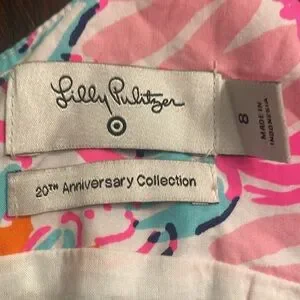 Lilly Pulitzer
8
MADE IN
INDONESIA
20TH Anniversary Collection